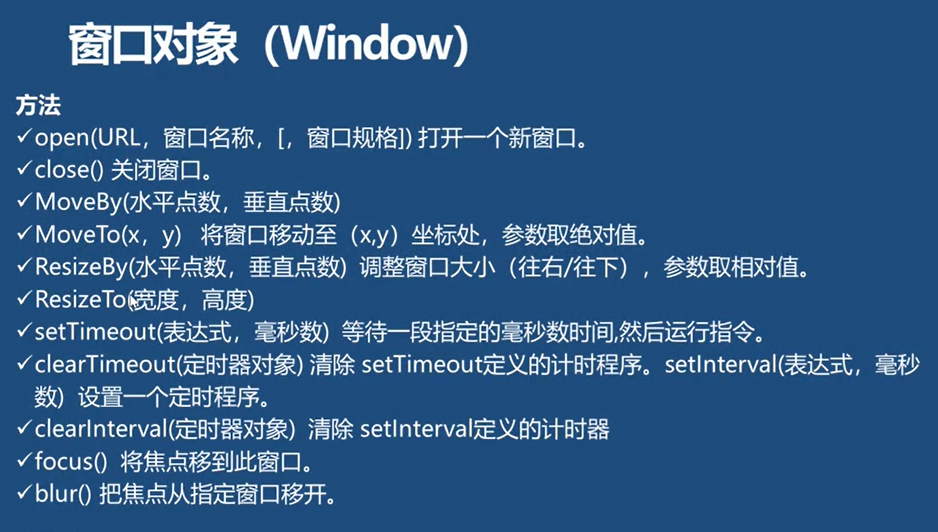 窗口对象（Window）
方法
✓open(URL，窗口名称，[，窗口规格]) 打开一个新窗口。
✓close() 关闭窗口。
✓MoveBy(水平点数，垂直点数)
✓MoveTo(x，y） 将窗口移动至（x,y）坐标处，参数取绝对值。
✓ResizeBy(水平点数，垂直点数）调整窗口大小（往右/往下），参数取相对值。
✓ResizeTo(宽度，高度)
✓setTimeout(表达式，毫秒数）等待一段指定的毫秒数时间,然后运行指令。
✓clearTimeout(定时器对象) 清除 setTimeout定义的计时程序。setInterval(表达式，毫秒
数）设置一个定时程序。
✓clearInterval(定时器对象）清除 setInterval定义的计时器
✓focus() 将焦点移到此窗口。
✓blur() 把焦点从指定窗口移开。